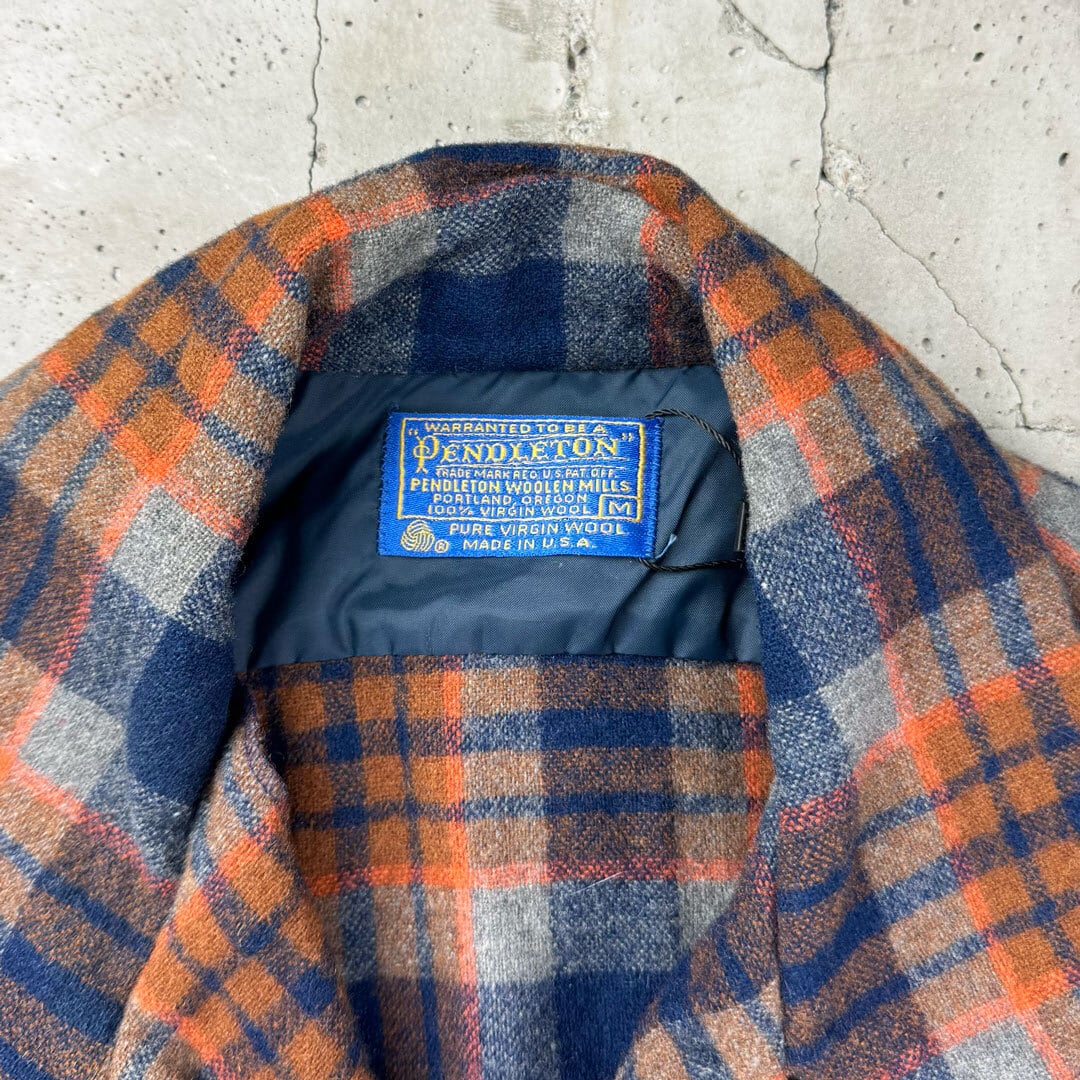 WARRANTED TO BE A
"PENDLETON"
TRADE MARK REG. U.S. PAT. OFF.
PENDLETON WOOLEN MILLS
PORTLAND, OREGON
100% VIRGIN WOOL M
PURE VIRGIN WOOL
® MADE IN U.S.A.